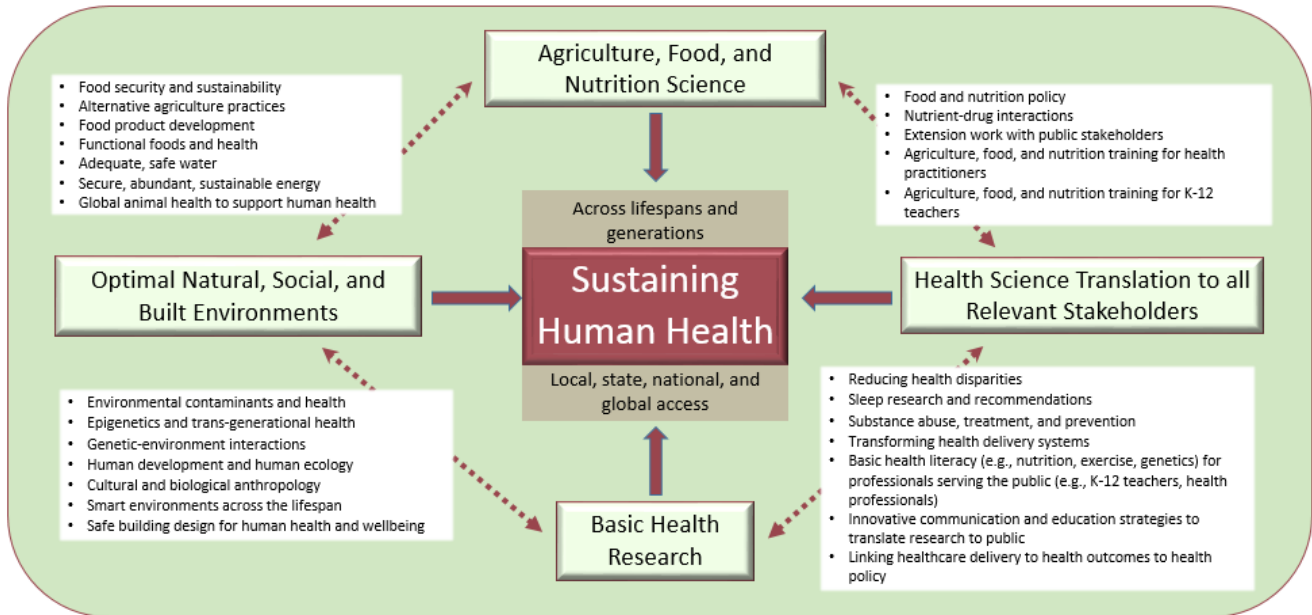 Agriculture, Food, and
Nutrition Science
• Food security and sustainability
• Alternative agriculture practices
• Food product development
• Functional foods and health
• Adequate, safe water
• Secure, abundant, sustainable energy
• Global animal health to support human health
• Food and nutrition policy
• Nutrient-drug interactions
• Extension work with public stakeholders
• Agriculture, food, and nutrition training for health
practitioners
• Agriculture, food, and nutrition training for K-12
teachers
Across lifespans and
generations
Optimal Natural, Social, and
Built Environments
Sustaining
Human Health
Health Science Translation to all
Relevant Stakeholders
Local, state, national, and
global access
• Environmental contaminants and health
• Epigenetics and trans-generational health
• Genetic-environment interactions
• Human development and human ecology
• Cultural and biological anthropology
• Smart environments across the lifespan
• Safe building design for human health and wellbeing
• Reducing health disparities
• Sleep research and recommendations
• Substance abuse, treatment, and prevention
• Transforming health delivery systems
• Basic health literacy (e.g., nutrition, exercise, genetics) for
professionals serving the public (e.g., K-12 teachers, health
professionals)
• Innovative communication and education strategies to
translate research to public
• Linking healthcare delivery to health outcomes to health
policy
Basic Health
Research